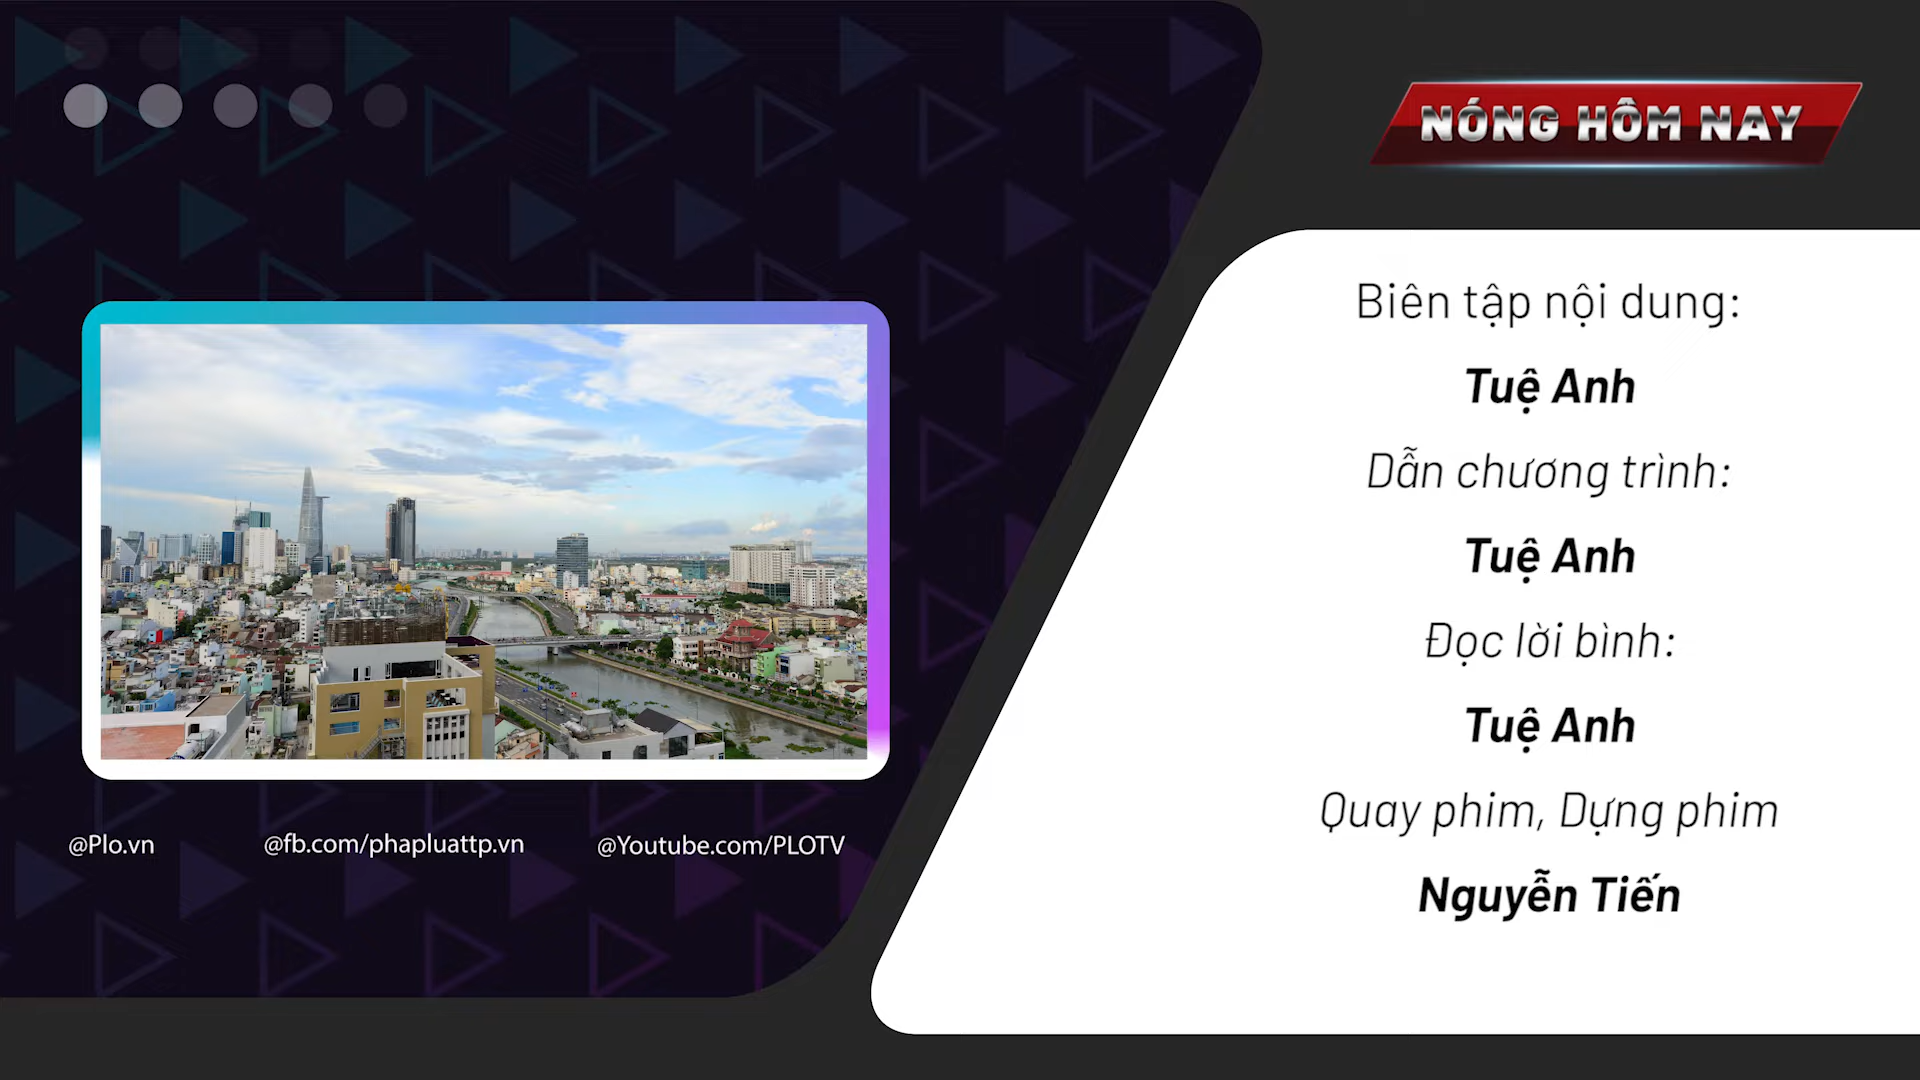 NÓNG HÔM NAY
Biên tập nội dung:
Tuệ Anh
Dẫn chương trình:
Tuệ Anh
Đọc lời bình:
Tuệ Anh
Quay phim, Dựng phim
Nguyễn Tiến
@Plo.vn @fb.com/phapluattp.vn @Youtube.com/PLOTV